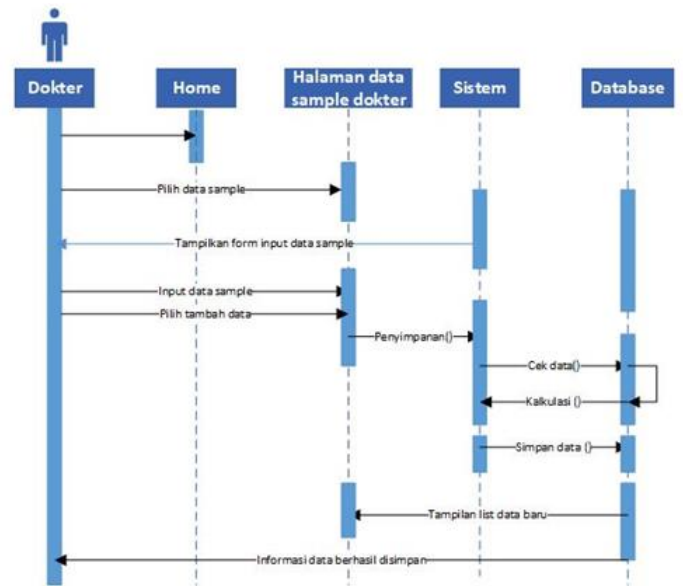 Dokter
Home
Halaman data
sample dokter
Sistem
Database
Pilih data sample
Tampilkan form input data sample
Input data sample
Pilih tambah data
Penyimpanan()
Cek data()
Kalkulasi ()
Simpan data ()
Tampilan list data baru
Informasi data berhasil disimpan